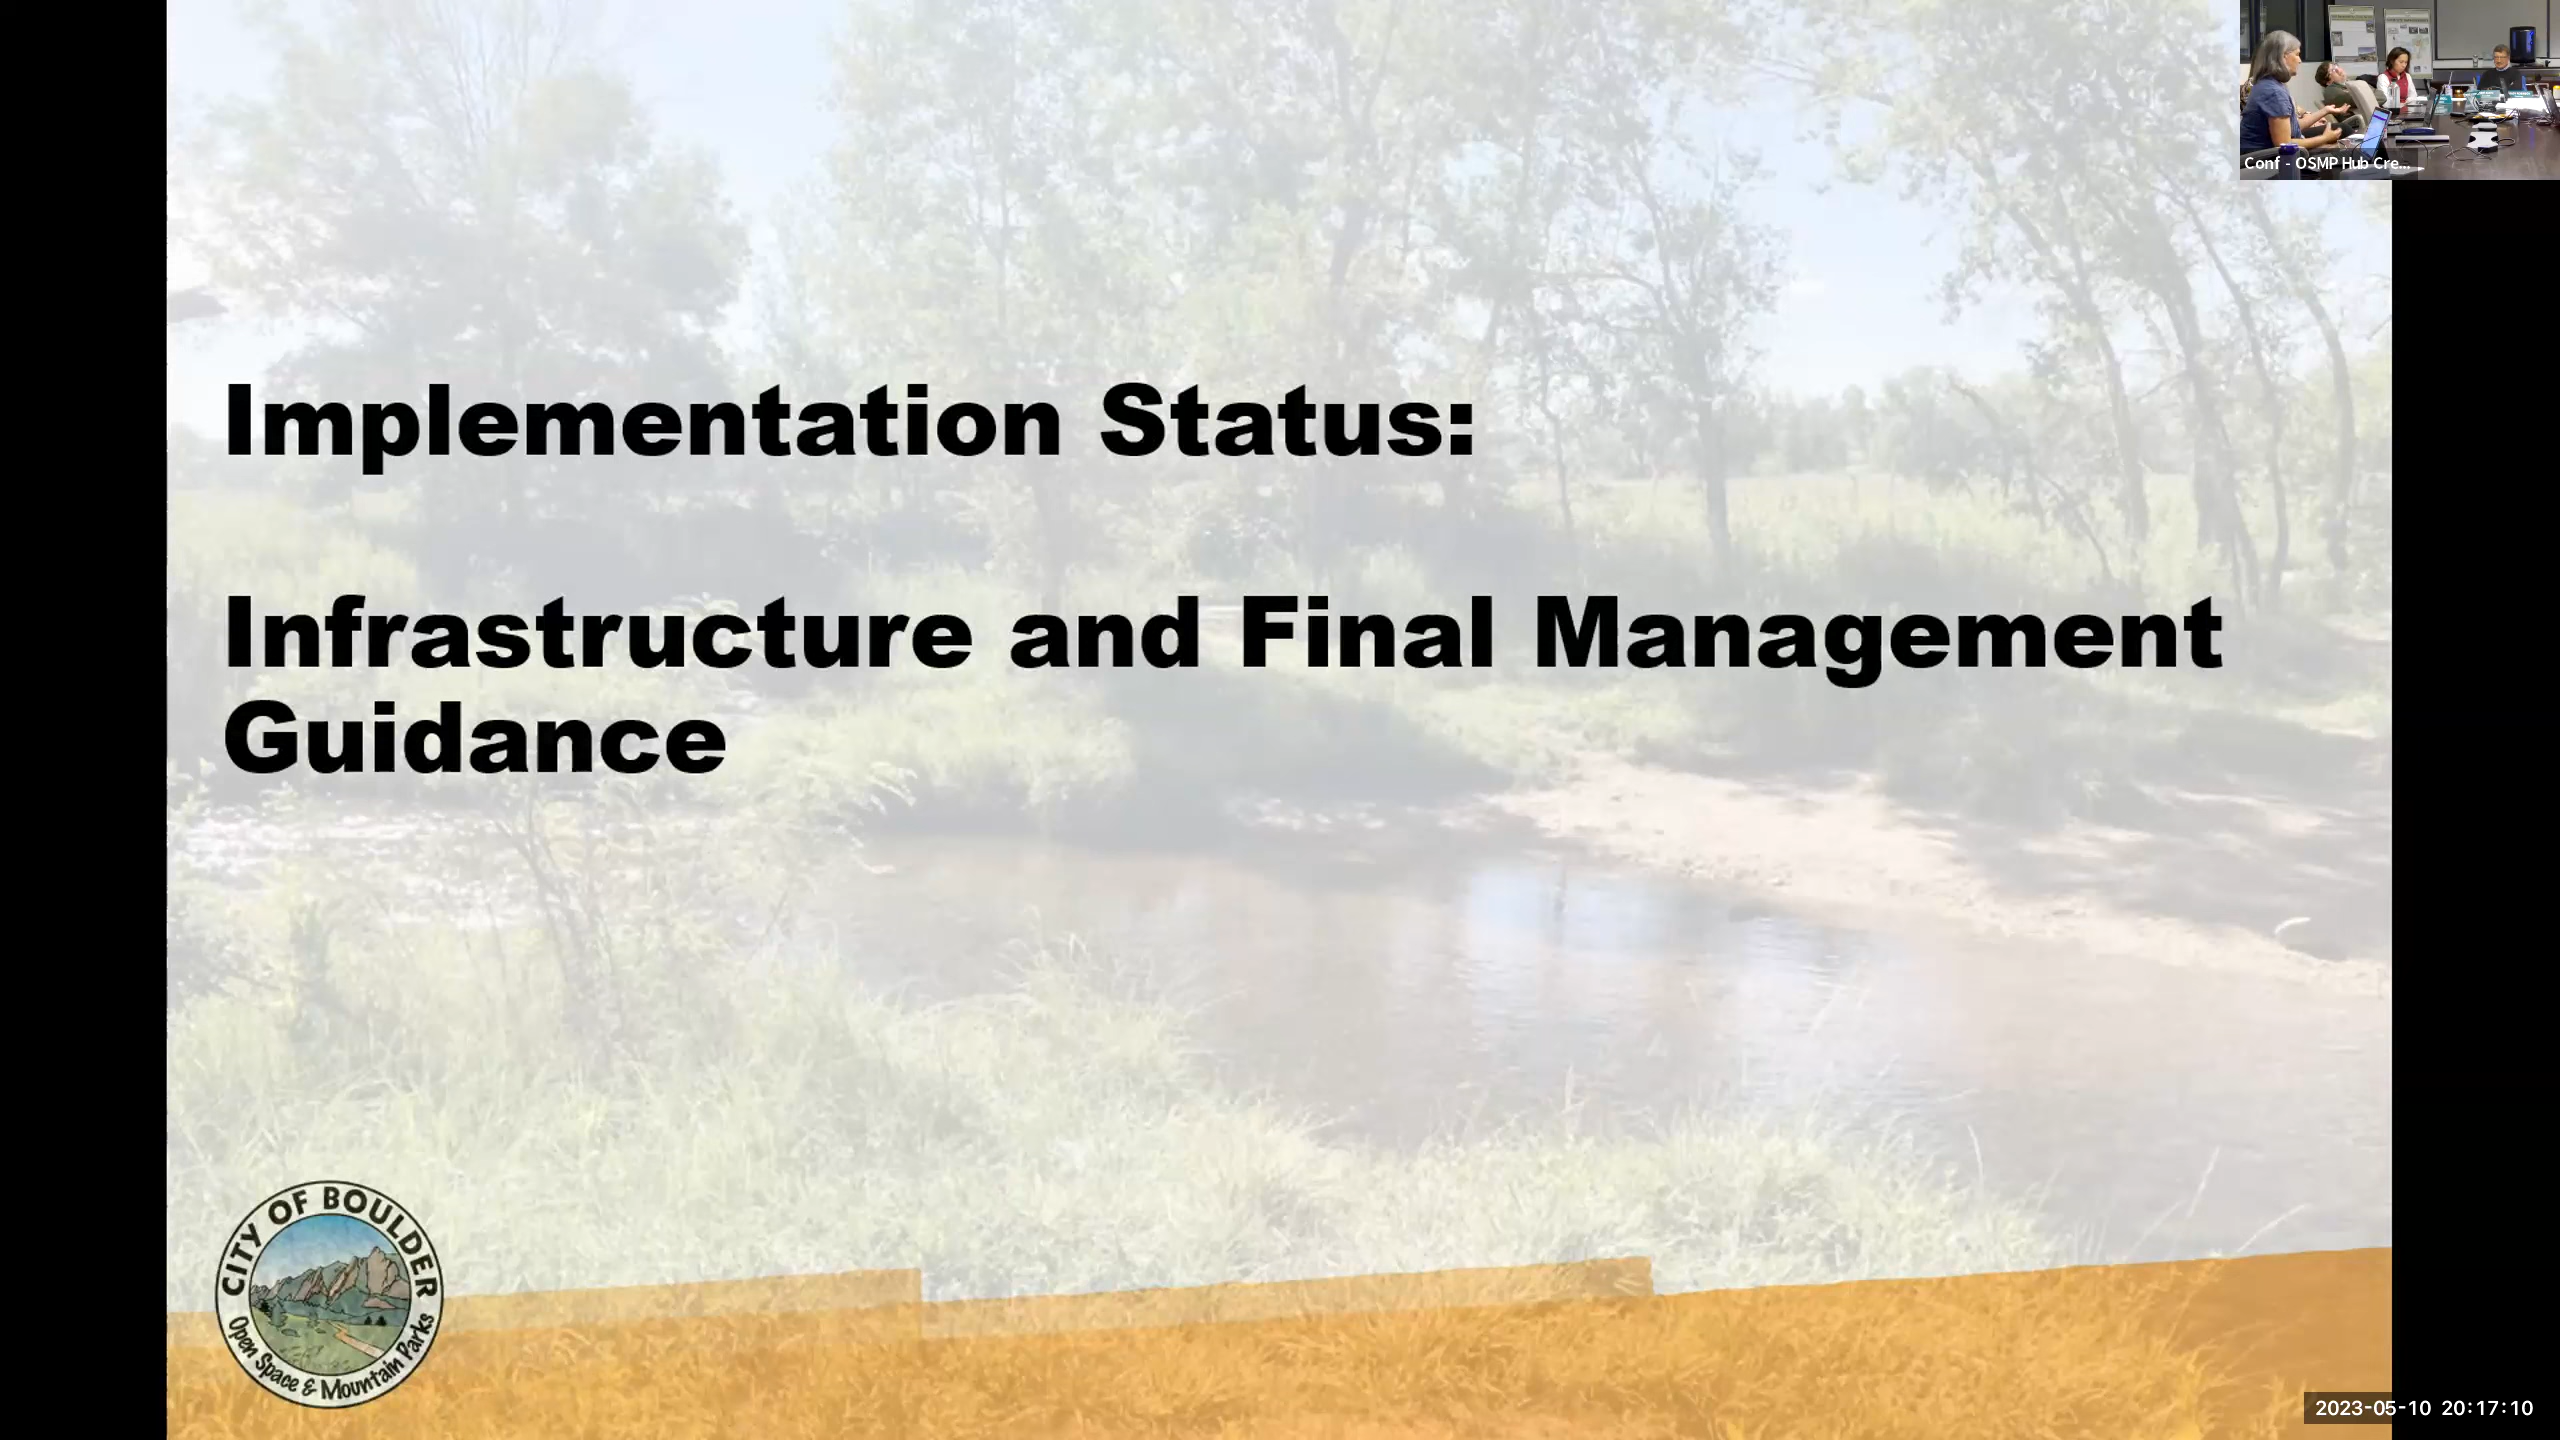 Conf - OSMP Hub Cre...
Implementation Status:
Infrastructure and Final Management
Guidance
CITY OF BOULDER
Open Space & Mountain Parks
2023-05-10 20:17:10